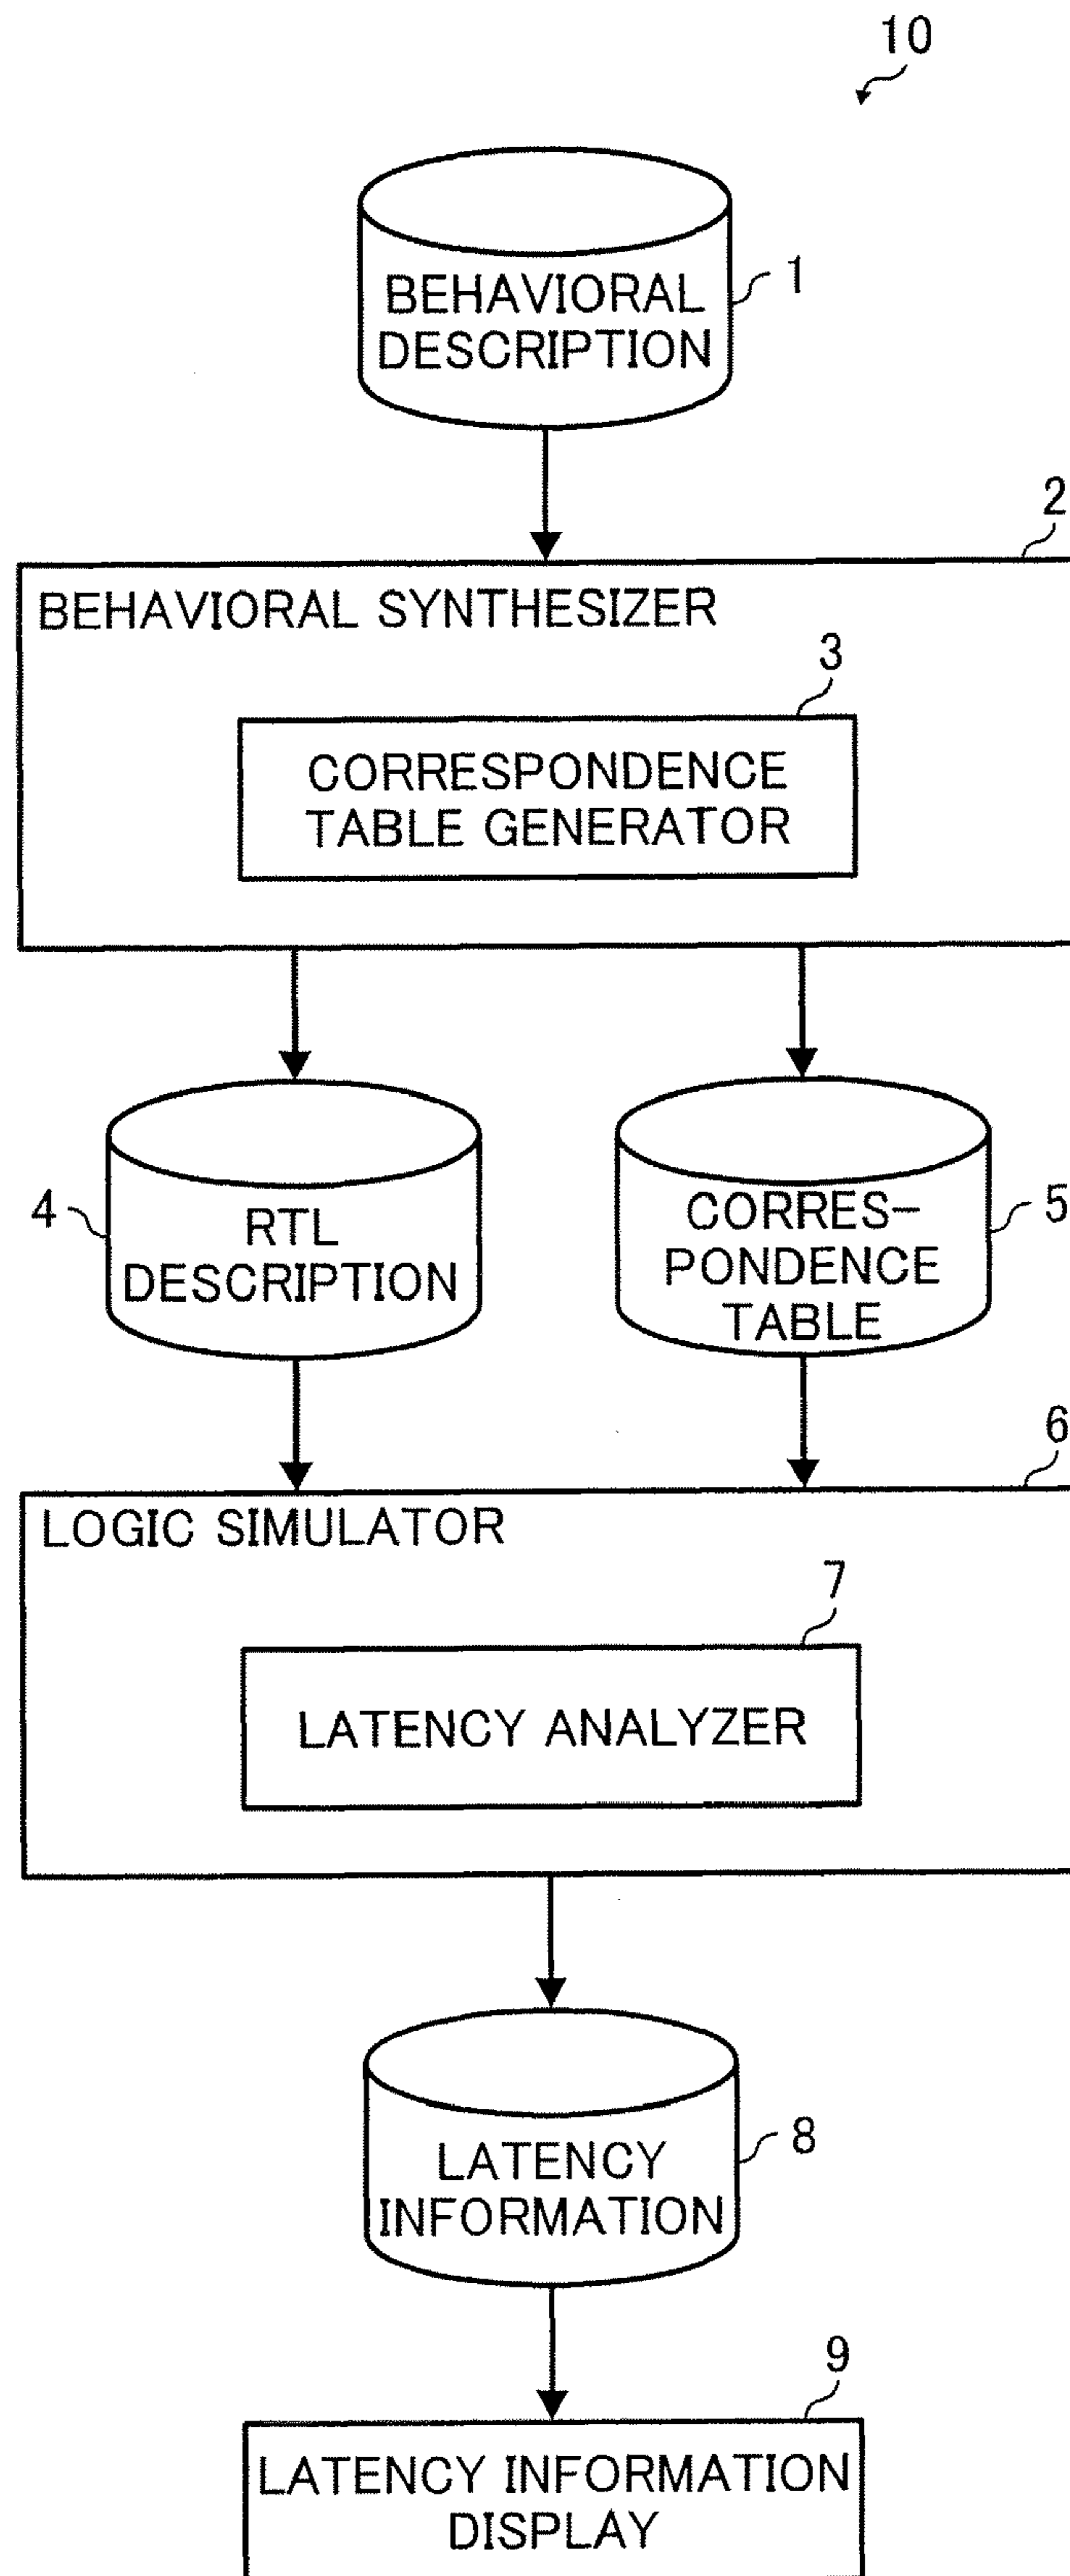 10
BEHAVIORAL
DESCRIPTION
1
2
BEHAVIORAL SYNTHESIZER
3
CORRESPONDENCE
TABLE GENERATOR
4
RTL
DESCRIPTION
CORRES-
PONDENCE
TABLE
5
6
LOGIC SIMULATOR
7
LATENCY ANALYZER
LATENCY
INFORMATION
8
9
LATENCY INFORMATION
DISPLAY